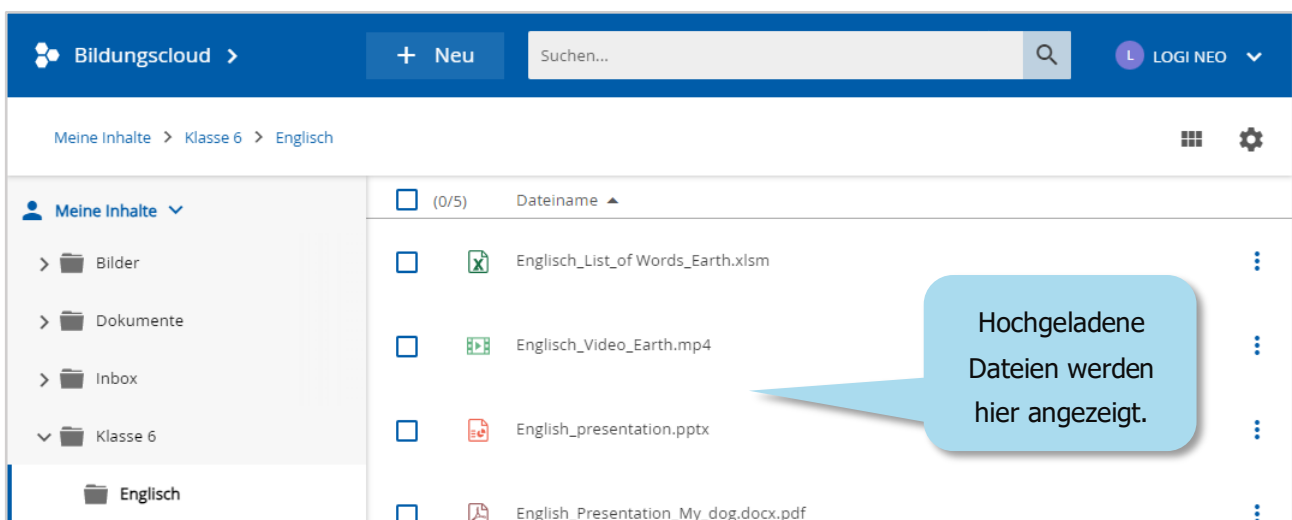 Bildungscloud
+ Neu
Suchen...
L LOGI NEO
Meine Inhalte > Klasse 6 > Englisch
Meine Inhalte
(0/5) Dateiname
Bilder
Englisch_List_of Words_Earth.xlsm
Dokumente
Englisch_Video_Earth.mp4
Inbox
Klasse 6
English_presentation.pptx
Englisch
English_Presentation_My_dog.docx.pdf
Hochgeladene
Dateien werden
hier angezeigt.